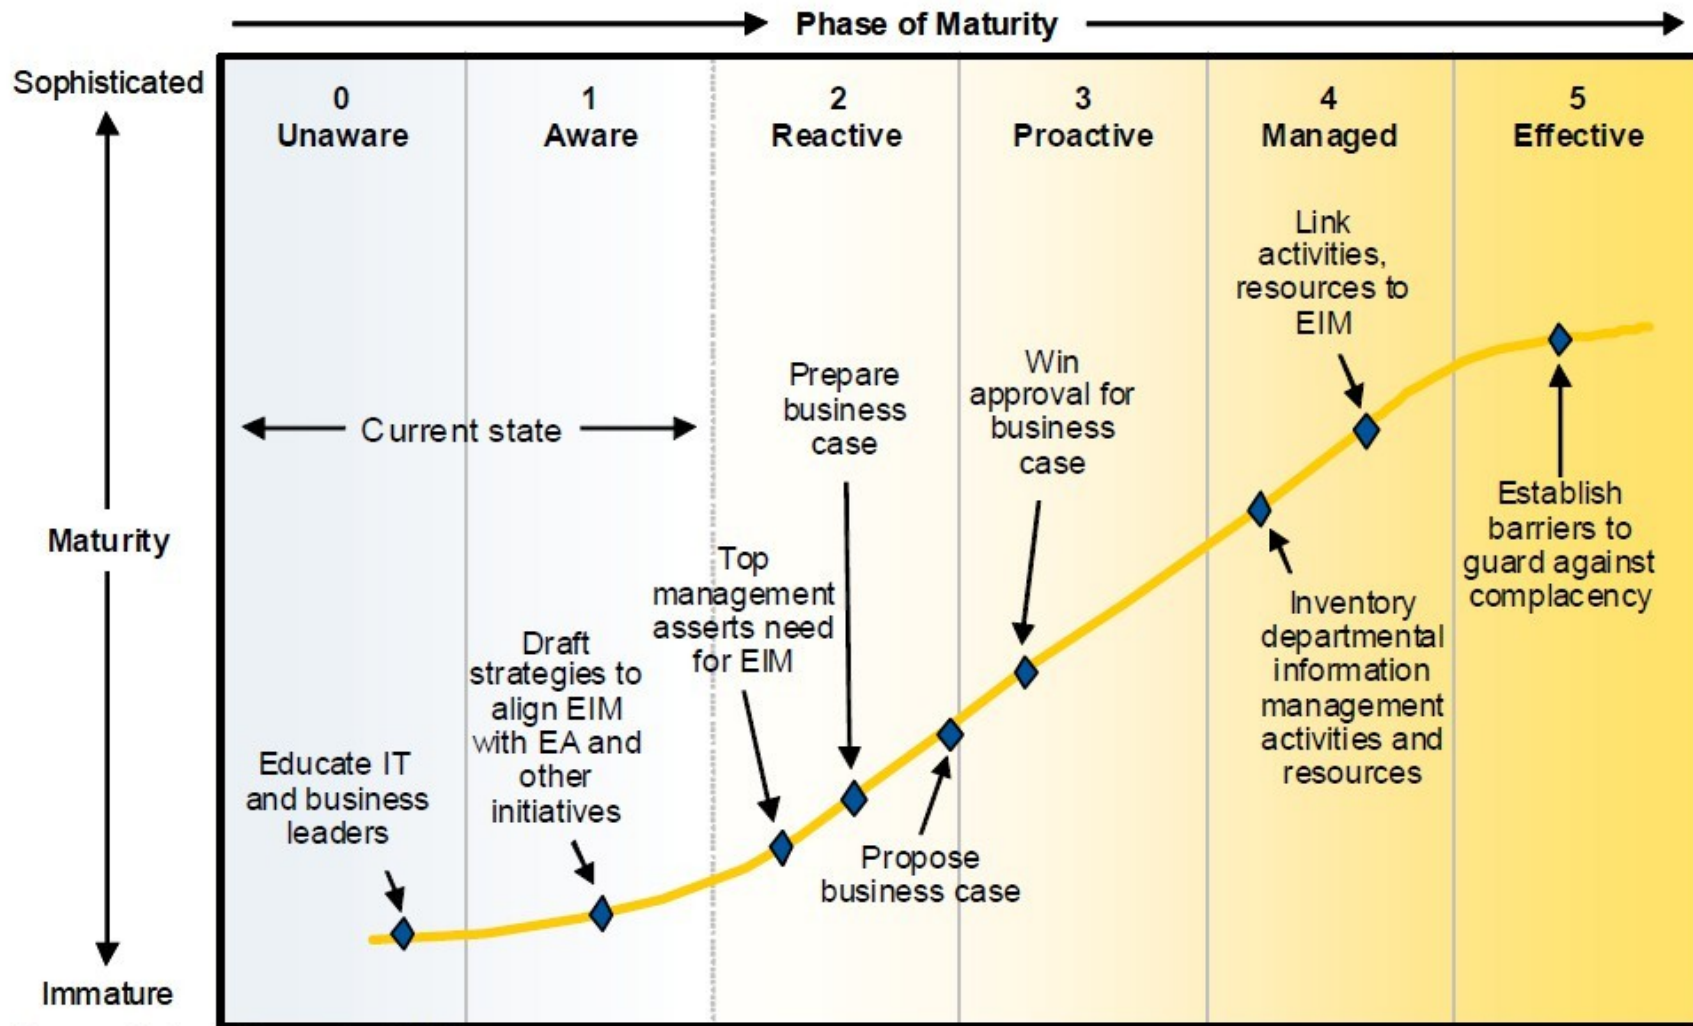 Phase of Maturity
Sophisticated
Maturity
Immature
0
Unaware
1
Aware
2
Reactive
3
Proactive
4
Managed
5
Effective
Current state
Educate IT
and business
leaders
Draft
strategies to
align EIM
with EA and
other
initiatives
Top
management
asserts need
for EIM
Prepare
business
case
Propose
business case
Win
approval for
business
case
Link
activities,
resources to
EIM
Inventory
departmental
information
management
activities and
resources
Establish
barriers to
guard against
complacency